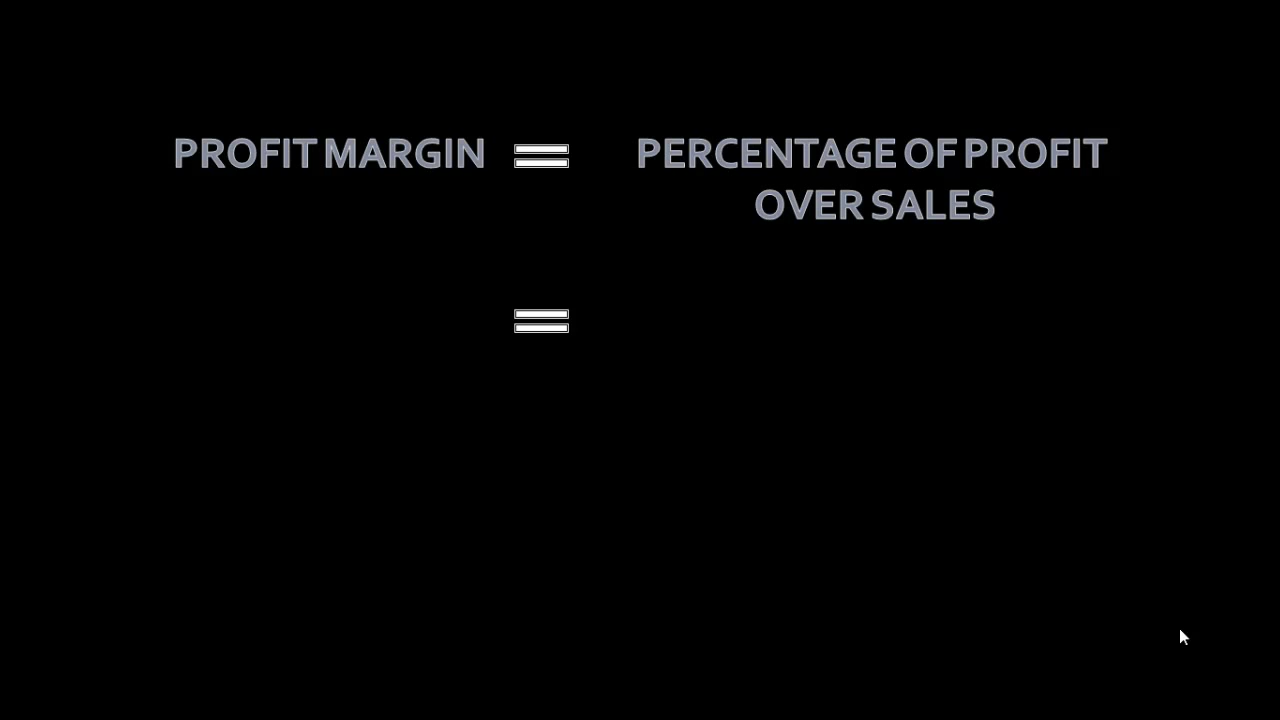 PROFIT MARGIN = PERCENTAGE OF PROFIT
OVER SALES
=